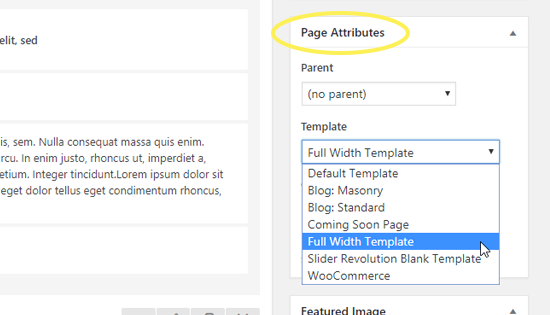 elit, sed
is, sem. Nulla consequat massa quis enim.
rcu. In enim justo, rhoncus ut, imperdiet a,
etium. Integer tincidunt.Lorem ipsum dolor sit
eget dolor tellus eget condimentum rhoncus,
Page Attributes
Parent
(no parent)
Template
Full Width Template
Default Template
Blog: Masonry
Blog: Standard
Coming Soon Page
Full Width Template
Slider Revolution Blank Template
WooCommerce
Featured Image